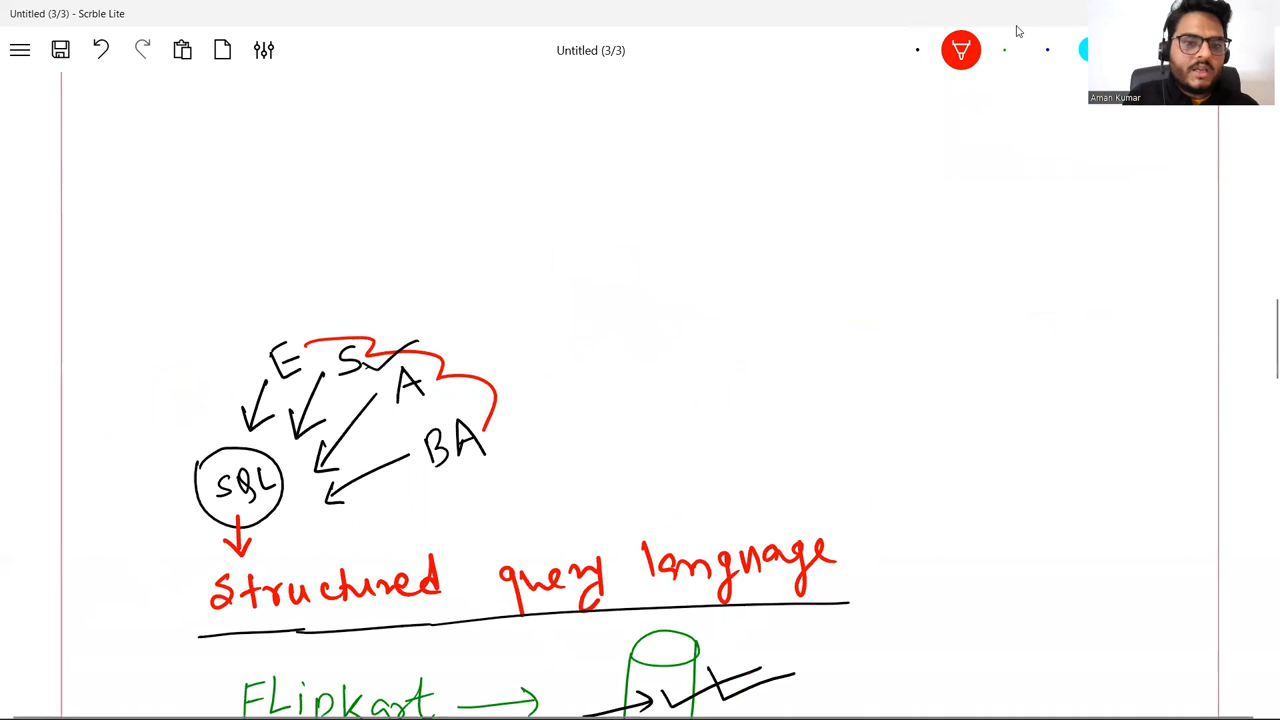 Untitled (3/3) - Scrble Lite
Untitled (3/3)
Aman Kumar
E S
A
BA
SQL
Structured query language
FLipkart